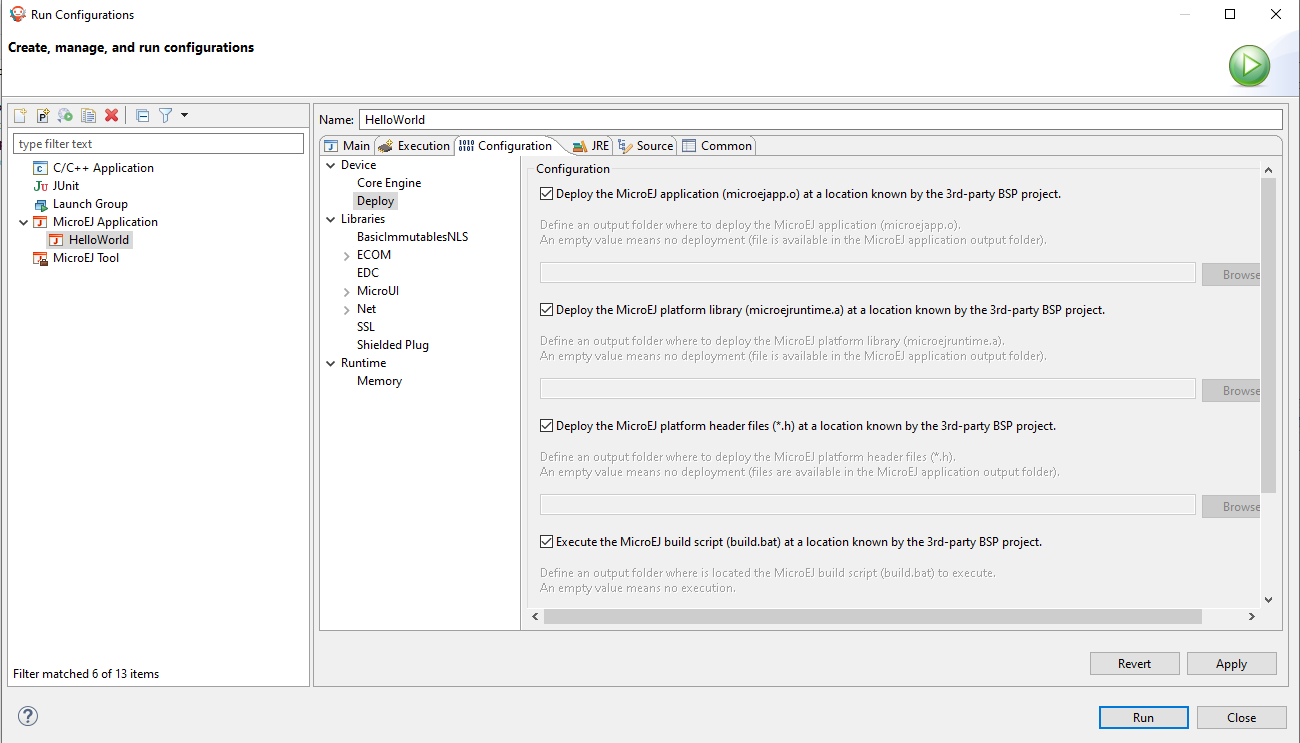 Run Configurations
Create, manage, and run configurations
type filter text
C/C++ Application
JUnit
Launch Group
MicroEJ Application
HelloWorld
MicroEJ Tool
Filter matched 6 of 13 items
Name: HelloWorld
Main Execution Configuration JRE Source Common
Device
Core Engine
Deploy
Libraries
BasicImmutablesNLS
ECOM
EDC
MicroUI
Net
SSL
Shielded Plug
Runtime
Memory
Configuration
Deploy the MicroEJ application (microejapp.o) at a location known by the 3rd-party BSP project.
Define an output folder where to deploy the MicroEJ application (microejapp.o).
An empty value means no deployment (file is available in the MicroEJ application output folder).
Browse
Deploy the MicroEJ platform library (microejruntime.a) at a location known by the 3rd-party BSP project.
Define an output folder where to deploy the MicroEJ platform library (microejruntime.a).
An empty value means no deployment (file is available in the MicroEJ application output folder).
Browse
Deploy the MicroEJ platform header files (*.h) at a location known by the 3rd-party BSP project.
Define an output folder where to deploy the MicroEJ platform header files (*.h).
An empty value means no deployment (files are available in the MicroEJ application output folder).
Browse
Execute the MicroEJ build script (build.bat) at a location known by the 3rd-party BSP project.
Define an output folder where is located the MicroEJ build script (build.bat) to execute.
An empty value means no execution.
Revert Apply
Run Close